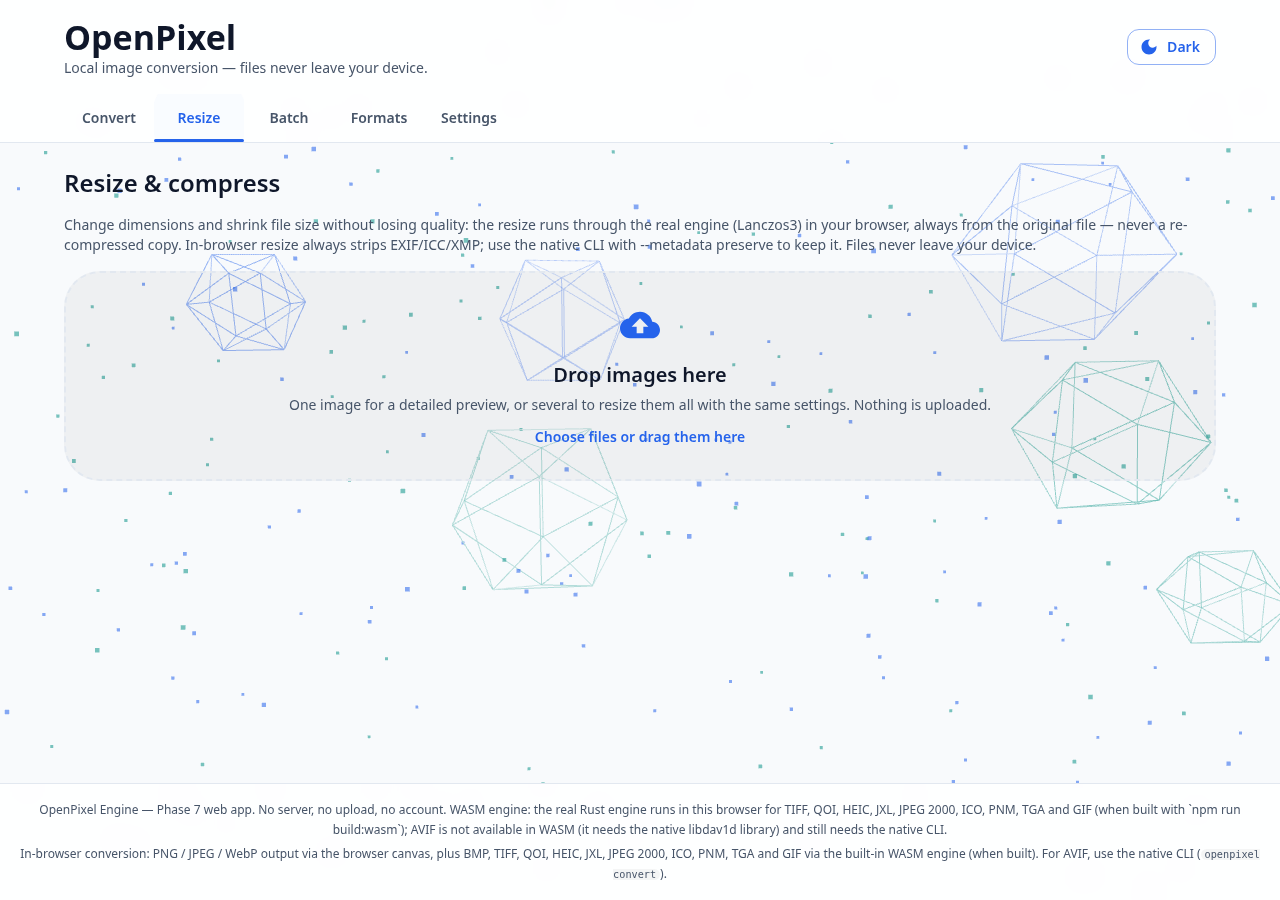 OpenPixel
Local image conversion — files never leave your device.
Dark
Convert
Resize
Batch
Formats
Settings
Resize & compress
Change dimensions and shrink file size without losing quality: the resize runs through the real engine (Lanczos3) in your browser, always from the original file — never a re-
compressed copy. In-browser resize always strips EXIF/ICC/XMP; use the native CLI with --metadata preserve to keep it. Files never leave your device.
Drop images here
One image for a detailed preview, or several to resize them all with the same settings. Nothing is uploaded.
Choose files or drag them here
OpenPixel Engine — Phase 7 web app. No server, no upload, no account. WASM engine: the real Rust engine runs in this browser for TIFF, QOI, HEIC, JXL, JPEG 2000, ICO, PNM, TGA and GIF (when built with `npm run
build:wasm`); AVIF is not available in WASM (it needs the native libdav1d library) and still needs the native CLI.
In-browser conversion: PNG / JPEG / WebP output via the browser canvas, plus BMP, TIFF, QOI, HEIC, JXL, JPEG 2000, ICO, PNM, TGA and GIF via the built-in WASM engine (when built). For AVIF, use the native CLI ( openpixel
convert ).